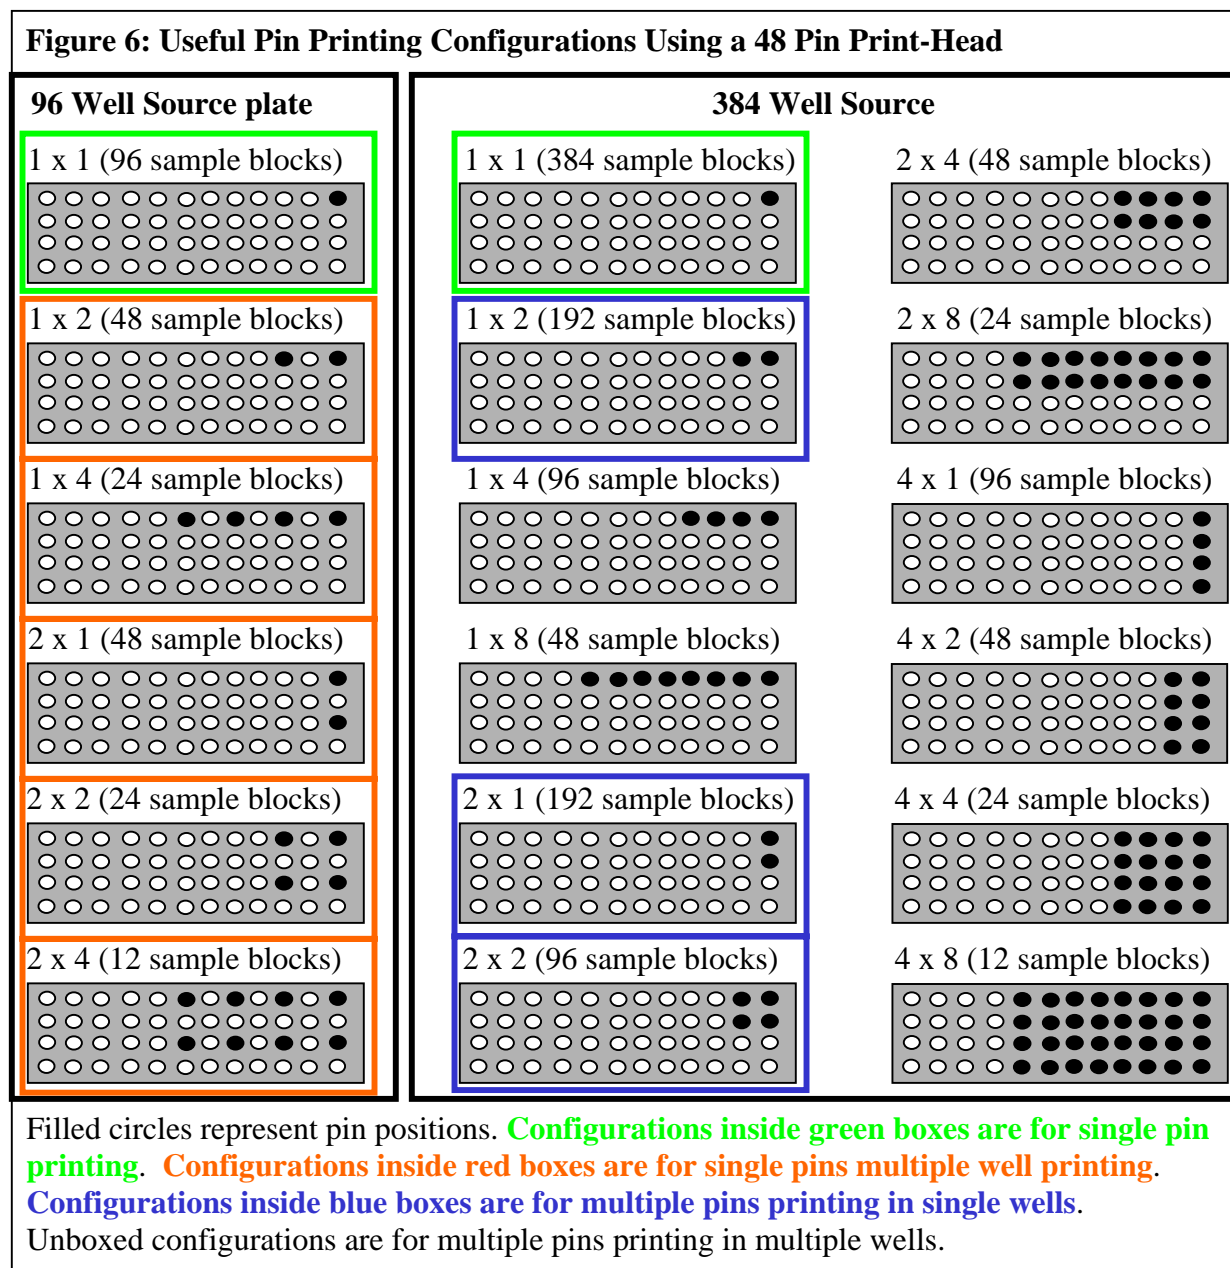 Figure 6: Useful Pin Printing Configurations Using a 48 Pin Print-Head
96 Well Source plate
1 x 1 (96 sample blocks)
1 x 2 (48 sample blocks)
1 x 4 (24 sample blocks)
2 x 1 (48 sample blocks)
2 x 2 (24 sample blocks)
2 x 4 (12 sample blocks)
384 Well Source
1 x 1 (384 sample blocks)
1 x 2 (192 sample blocks)
1 x 4 (96 sample blocks)
1 x 8 (48 sample blocks)
2 x 1 (192 sample blocks)
2 x 2 (96 sample blocks)
2 x 4 (48 sample blocks)
2 x 8 (24 sample blocks)
4 x 1 (96 sample blocks)
4 x 2 (48 sample blocks)
4 x 4 (24 sample blocks)
4 x 8 (12 sample blocks)
Filled circles represent pin positions. Configurations inside green boxes are for single pin
printing. Configurations inside red boxes are for single pins multiple well printing.
Configurations inside blue boxes are for multiple pins printing in single wells.
Unboxed configurations are for multiple pins printing in multiple wells.